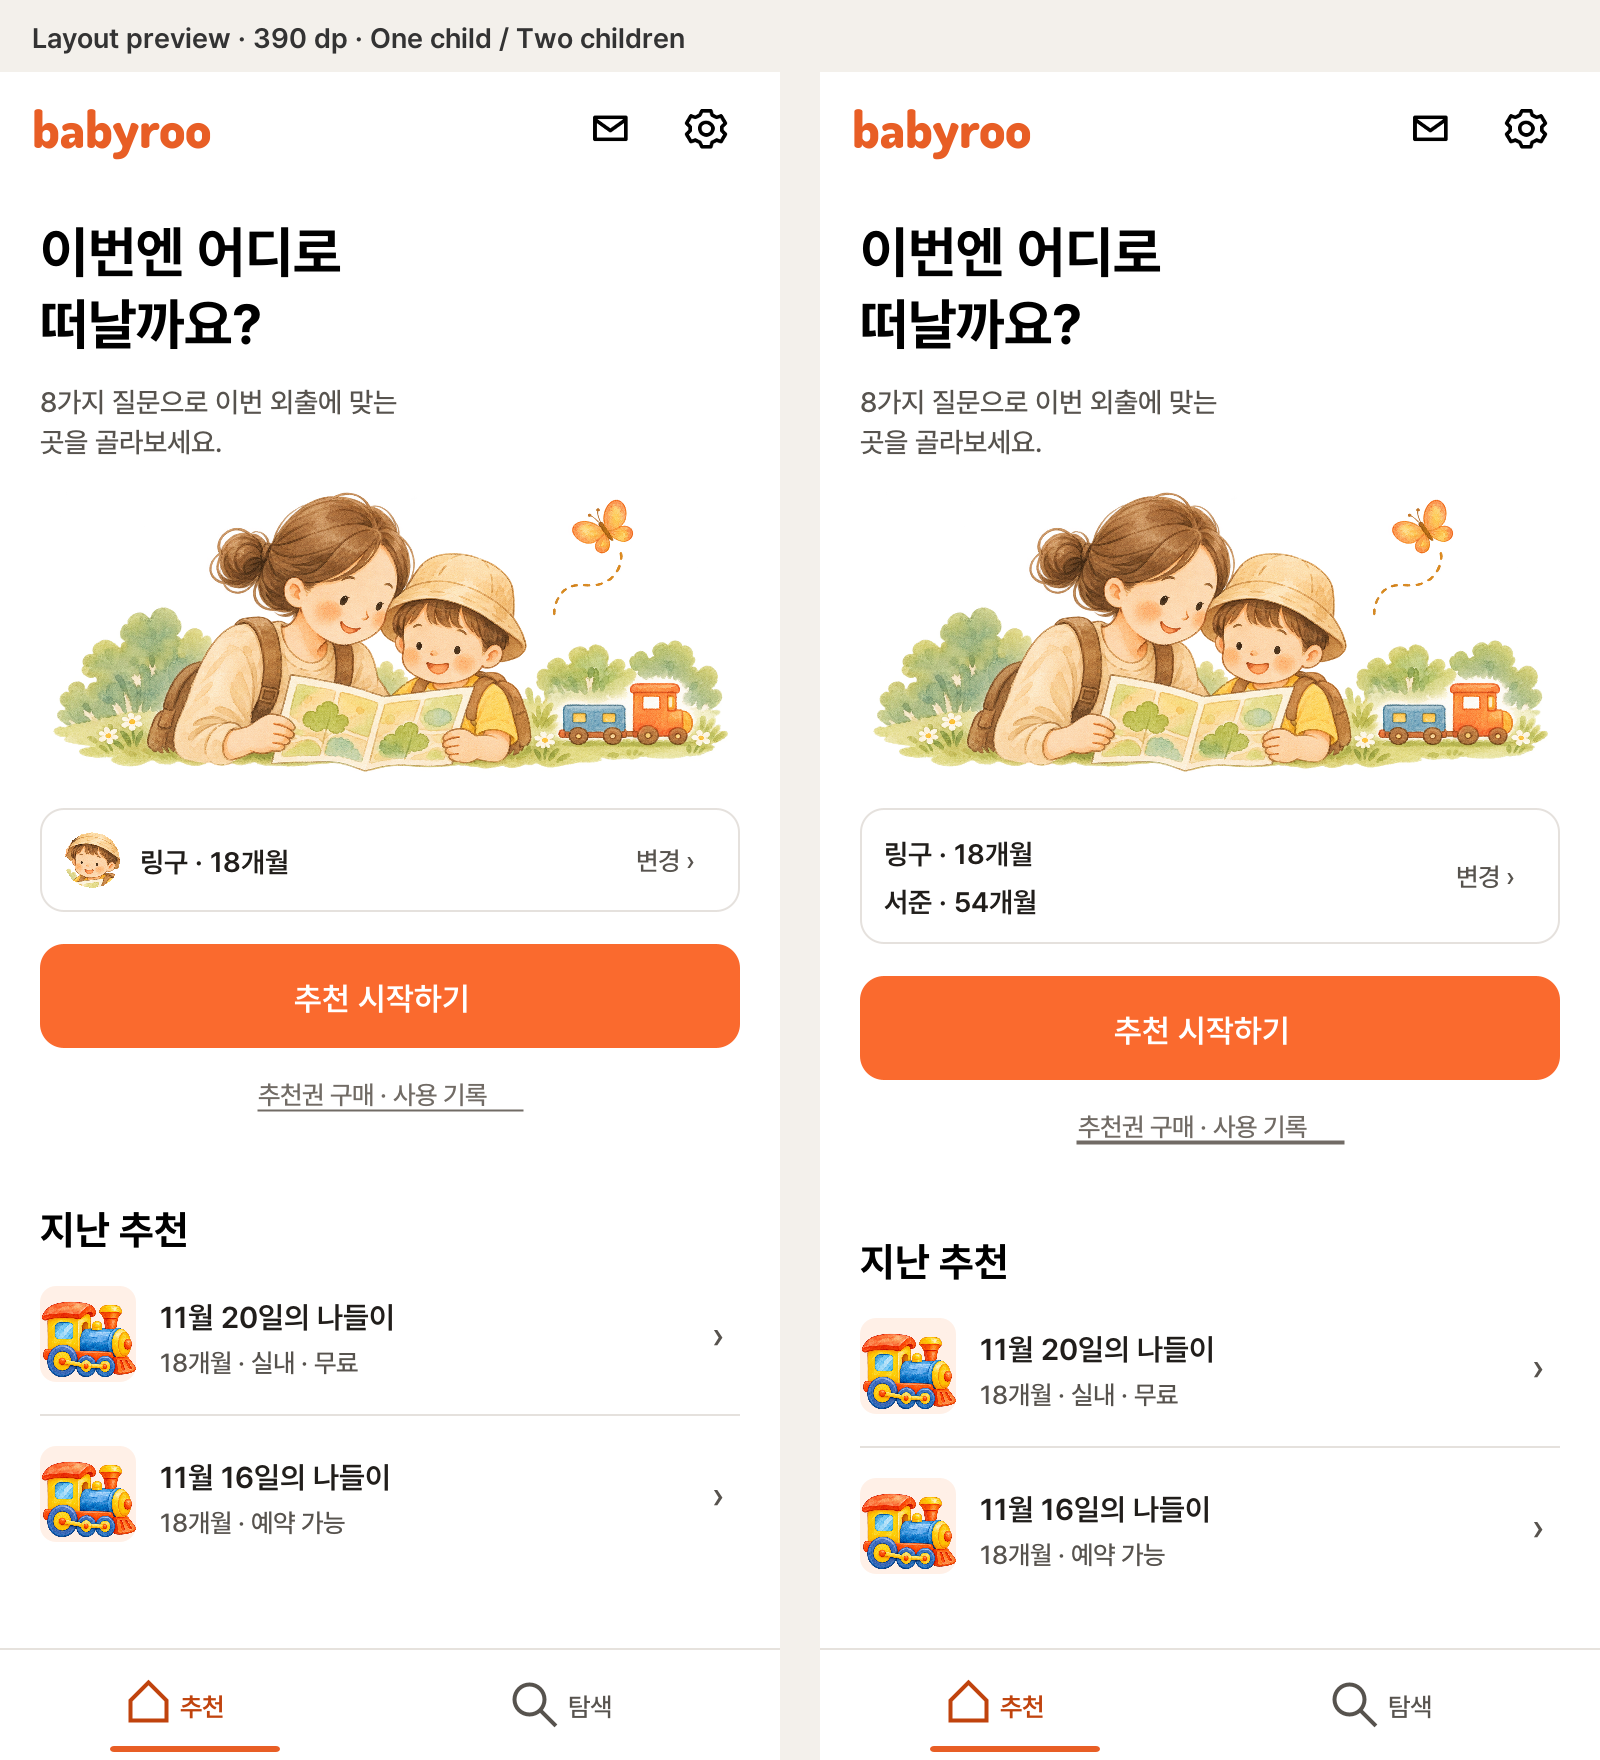 Layout preview · 390 dp · One child / Two children
babyroo
이번엔 어디로
떠날까요?
8가지 질문으로 이번 외출에 맞는
곳을 골라보세요.
링구 · 18개월
변경 ›
추천 시작하기
추천권 구매 · 사용 기록
지난 추천
11월 20일의 나들이
18개월 · 실내 · 무료
›
11월 16일의 나들이
18개월 · 예약 가능
›
추천
탐색
babyroo
이번엔 어디로
떠날까요?
8가지 질문으로 이번 외출에 맞는
곳을 골라보세요.
링구 · 18개월
서준 · 54개월
변경 ›
추천 시작하기
추천권 구매 · 사용 기록
지난 추천
11월 20일의 나들이
18개월 · 실내 · 무료
›
11월 16일의 나들이
18개월 · 예약 가능
›
추천
탐색